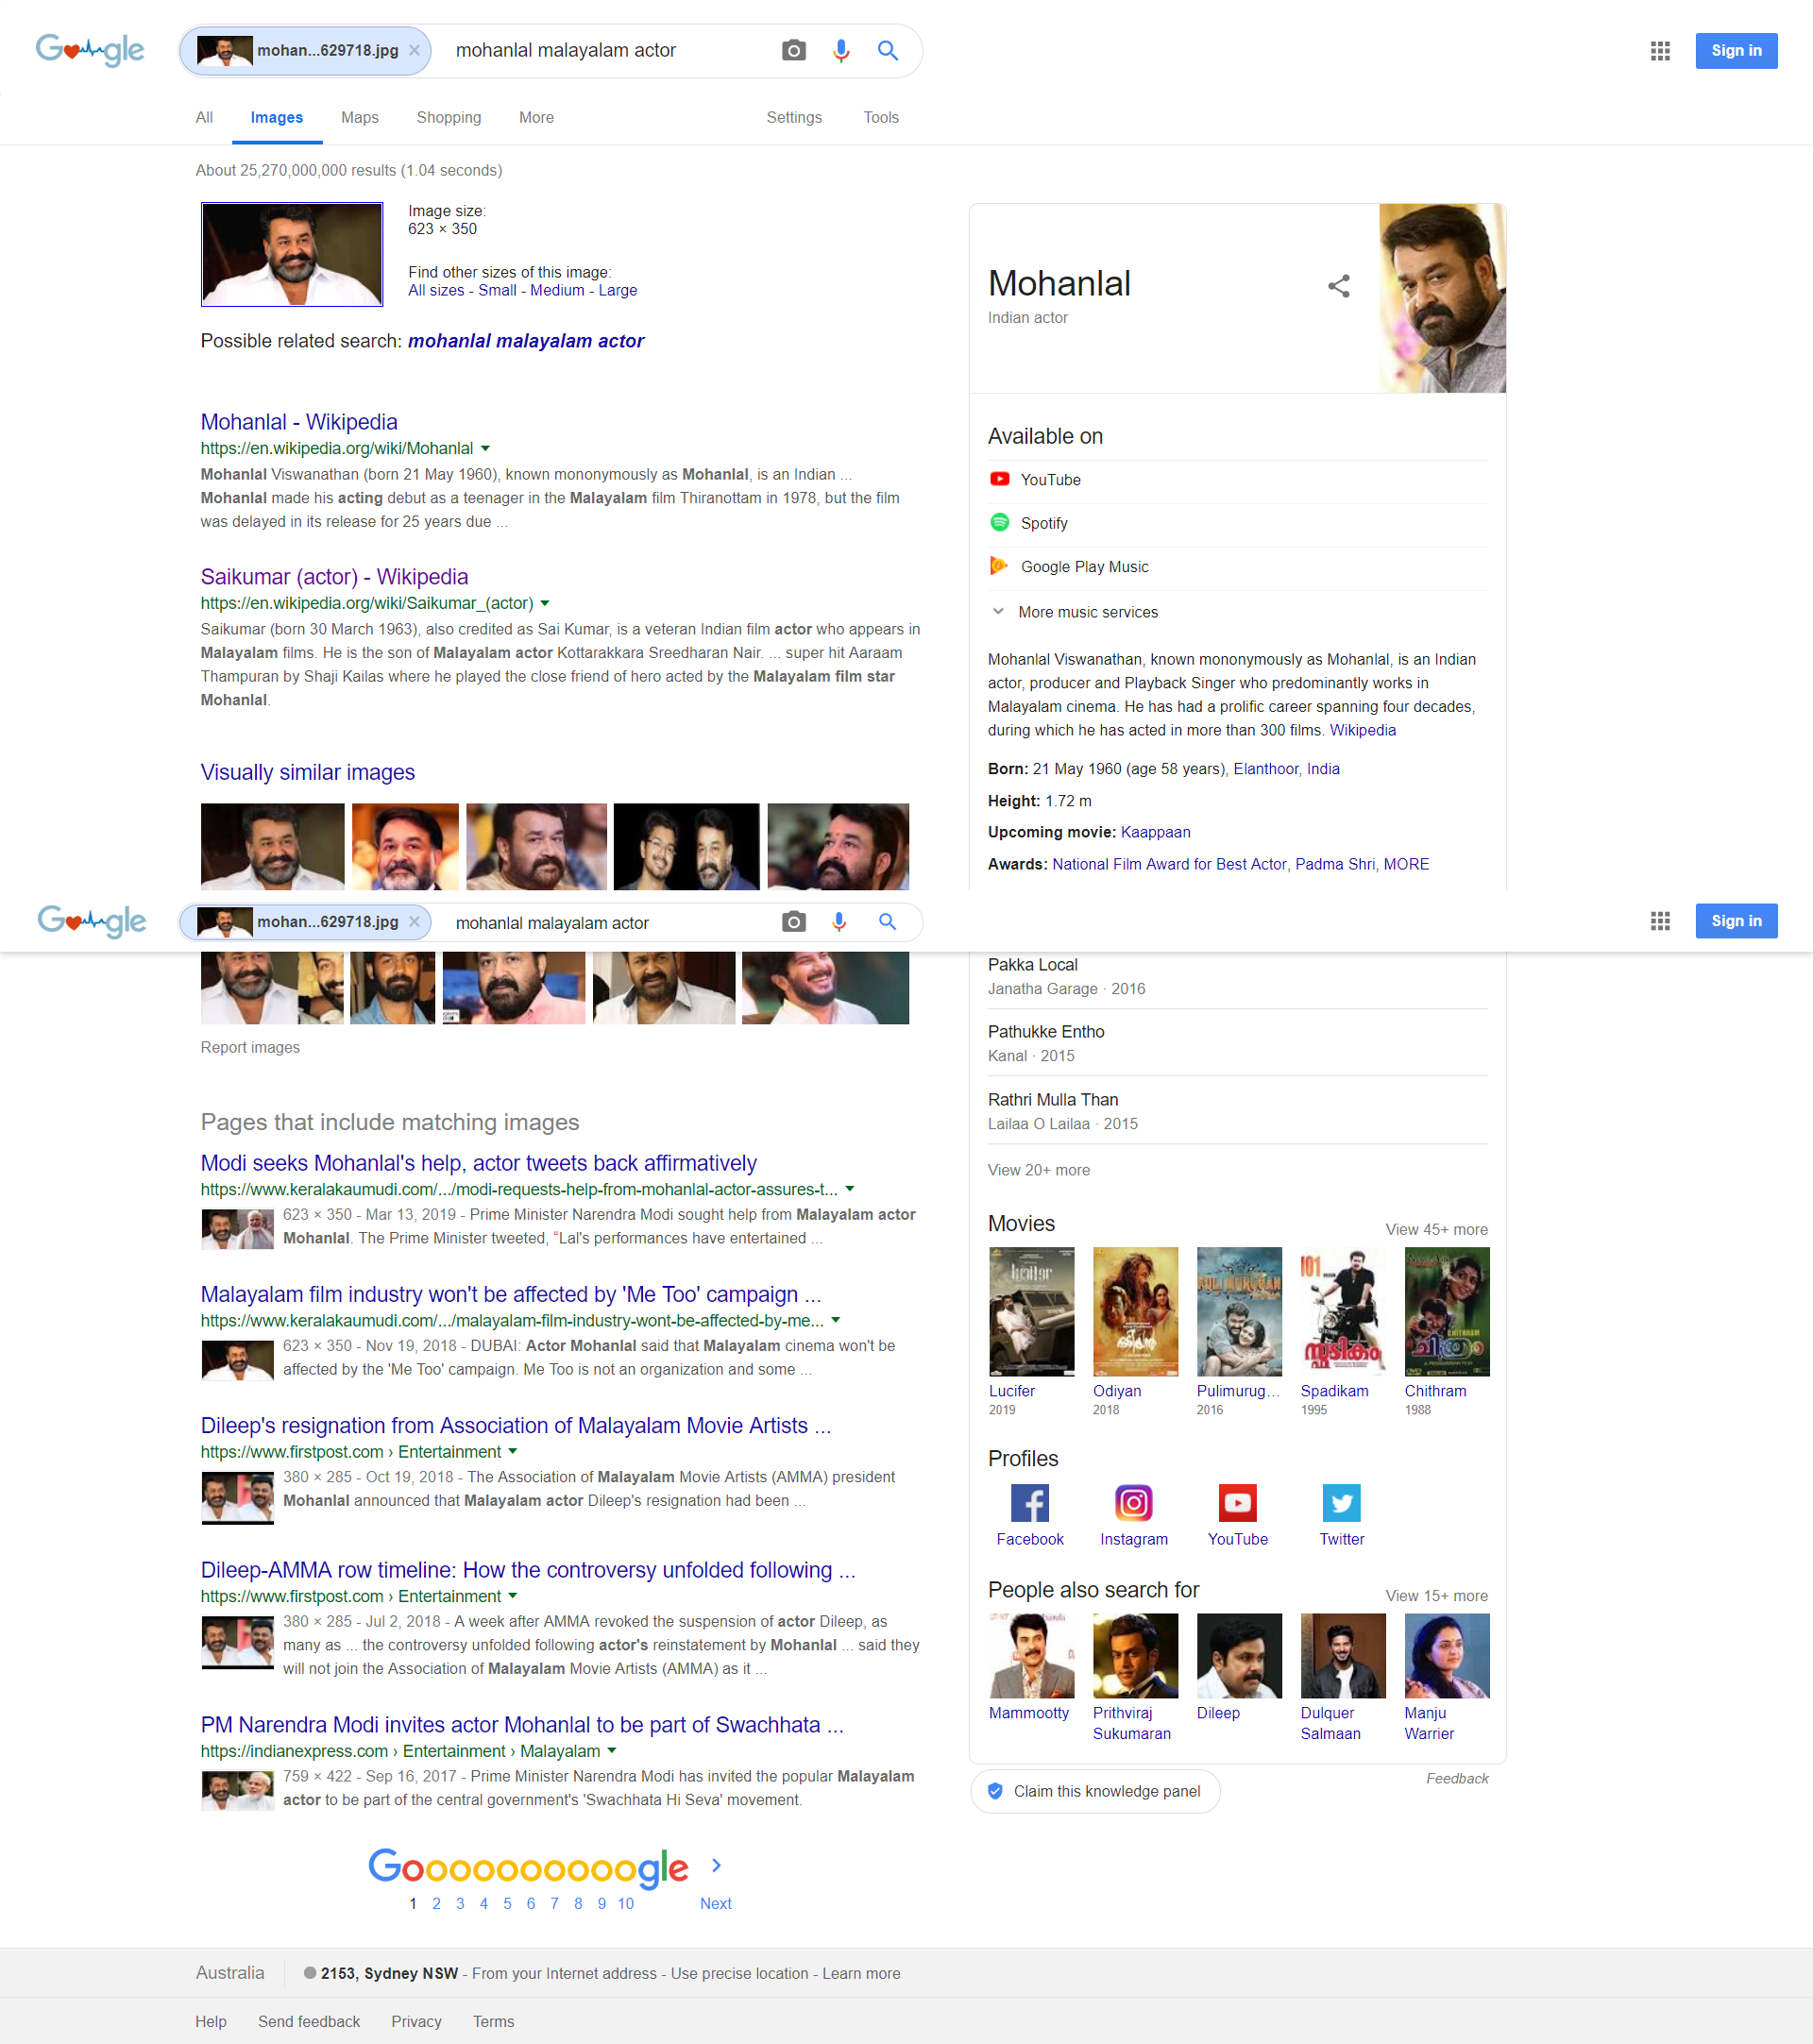 Google
mohan...629718.jpg × mohanlal malayalam actor
Sign in
All Images Maps Shopping More Settings Tools
About 25,270,000,000 results (1.04 seconds)
Image size:
623 × 350
Find other sizes of this image:
All sizes - Small - Medium - Large
Possible related search: mohanlal malayalam actor
Mohanlal - Wikipedia
https://en.wikipedia.org/wiki/Mohanlal
Mohanlal Viswanathan (born 21 May 1960), known mononymously as Mohanlal, is an Indian ...
Mohanlal made his acting debut as a teenager in the Malayalam film Thiranottam in 1978, but the film
was delayed in its release for 25 years due ...
Saikumar (actor) - Wikipedia
https://en.wikipedia.org/wiki/Saikumar_(actor)
Saikumar (born 30 March 1963), also credited as Sai Kumar, is a veteran Indian film actor who appears in
Malayalam films. He is the son of Malayalam actor Kottarakkara Sreedharan Nair. ... super hit Aaraam
Thampuran by Shaji Kailas where he played the close friend of hero acted by the Malayalam film star
Mohanlal.
Visually similar images
Mohanlal
Indian actor
Available on
YouTube
Spotify
Google Play Music
More music services
Mohanlal Viswanathan, known mononymously as Mohanlal, is an Indian
actor, producer and Playback Singer who predominantly works in
Malayalam cinema. He has had a prolific career spanning four decades,
during which he has acted in more than 300 films. Wikipedia
Born: 21 May 1960 (age 58 years), Elanthoor, India
Height: 1.72 m
Upcoming movie: Kaappaan
Awards: National Film Award for Best Actor, Padma Shri, MORE
Google
mohan...629718.jpg × mohanlal malayalam actor
Sign in
Report images
Pages that include matching images
Modi seeks Mohanlal's help, actor tweets back affirmatively
https://www.keralakaumudi.com/.../modi-requests-help-from-mohanlal-actor-assures-t...
623 × 350 - Mar 13, 2019 - Prime Minister Narendra Modi sought help from Malayalam actor
Mohanlal. The Prime Minister tweeted, “Lal's performances have entertained ...
Malayalam film industry won't be affected by 'Me Too' campaign ...
https://www.keralakaumudi.com/.../malayalam-film-industry-wont-be-affected-by-me...
623 × 350 - Nov 19, 2018 - DUBAI: Actor Mohanlal said that Malayalam cinema won't be
affected by the 'Me Too' campaign. Me Too is not an organization and some ...
Dileep's resignation from Association of Malayalam Movie Artists ...
https://www.firstpost.com › Entertainment
380 × 285 - Oct 19, 2018 - The Association of Malayalam Movie Artists (AMMA) president
Mohanlal announced that Malayalam actor Dileep's resignation had been ...
Dileep-AMMA row timeline: How the controversy unfolded following ...
https://www.firstpost.com › Entertainment
380 × 285 - Jul 2, 2018 - A week after AMMA revoked the suspension of actor Dileep, as
many as ... the controversy unfolded following actor's reinstatement by Mohanlal ... said they
will not join the Association of Malayalam Movie Artists (AMMA) as it ...
PM Narendra Modi invites actor Mohanlal to be part of Swachhata ...
https://indianexpress.com › Entertainment › Malayalam
759 × 422 - Sep 16, 2017 - Prime Minister Narendra Modi has invited the popular Malayalam
actor to be part of the central government's 'Swachhata Hi Seva' movement.
Pakka Local
Janatha Garage · 2016
Pathukke Entho
Kanal · 2015
Rathri Mulla Than
Lailaa O Lailaa · 2015
View 20+ more
Movies View 45+ more
101
സ്ഫടികം
CHITHRAM
ചിത്രം
Lucifer Odiyan Pulimurug... Spadikam Chithram
2019 2018 2016 1995 1988
Profiles
Facebook Instagram YouTube Twitter
People also search for View 15+ more
Mammootty Prithviraj Sukumaran Dileep Dulquer Salmaan Manju Warrier
Feedback
Claim this knowledge panel
Goooooooooogle
1 2 3 4 5 6 7 8 9 10 Next
Australia 2153, Sydney NSW - From your Internet address - Use precise location - Learn more
Help Send feedback Privacy Terms